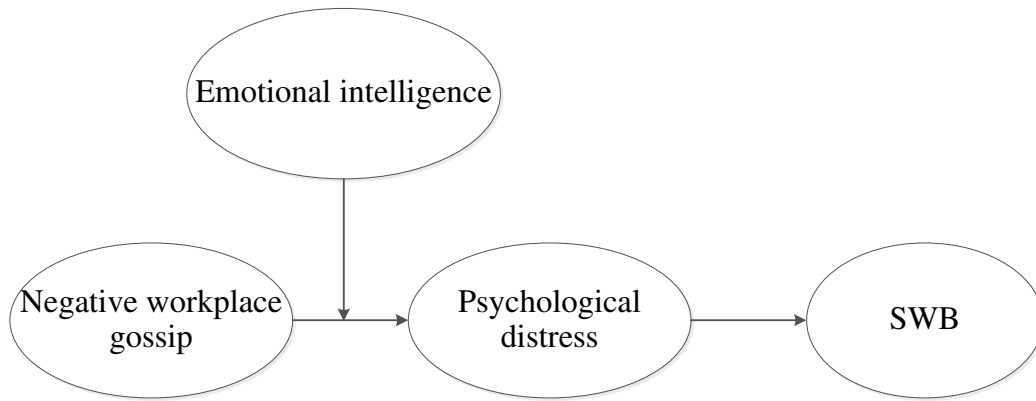 Emotional intelligence
Negative workplace
gossip
Psychological
distress
SWB